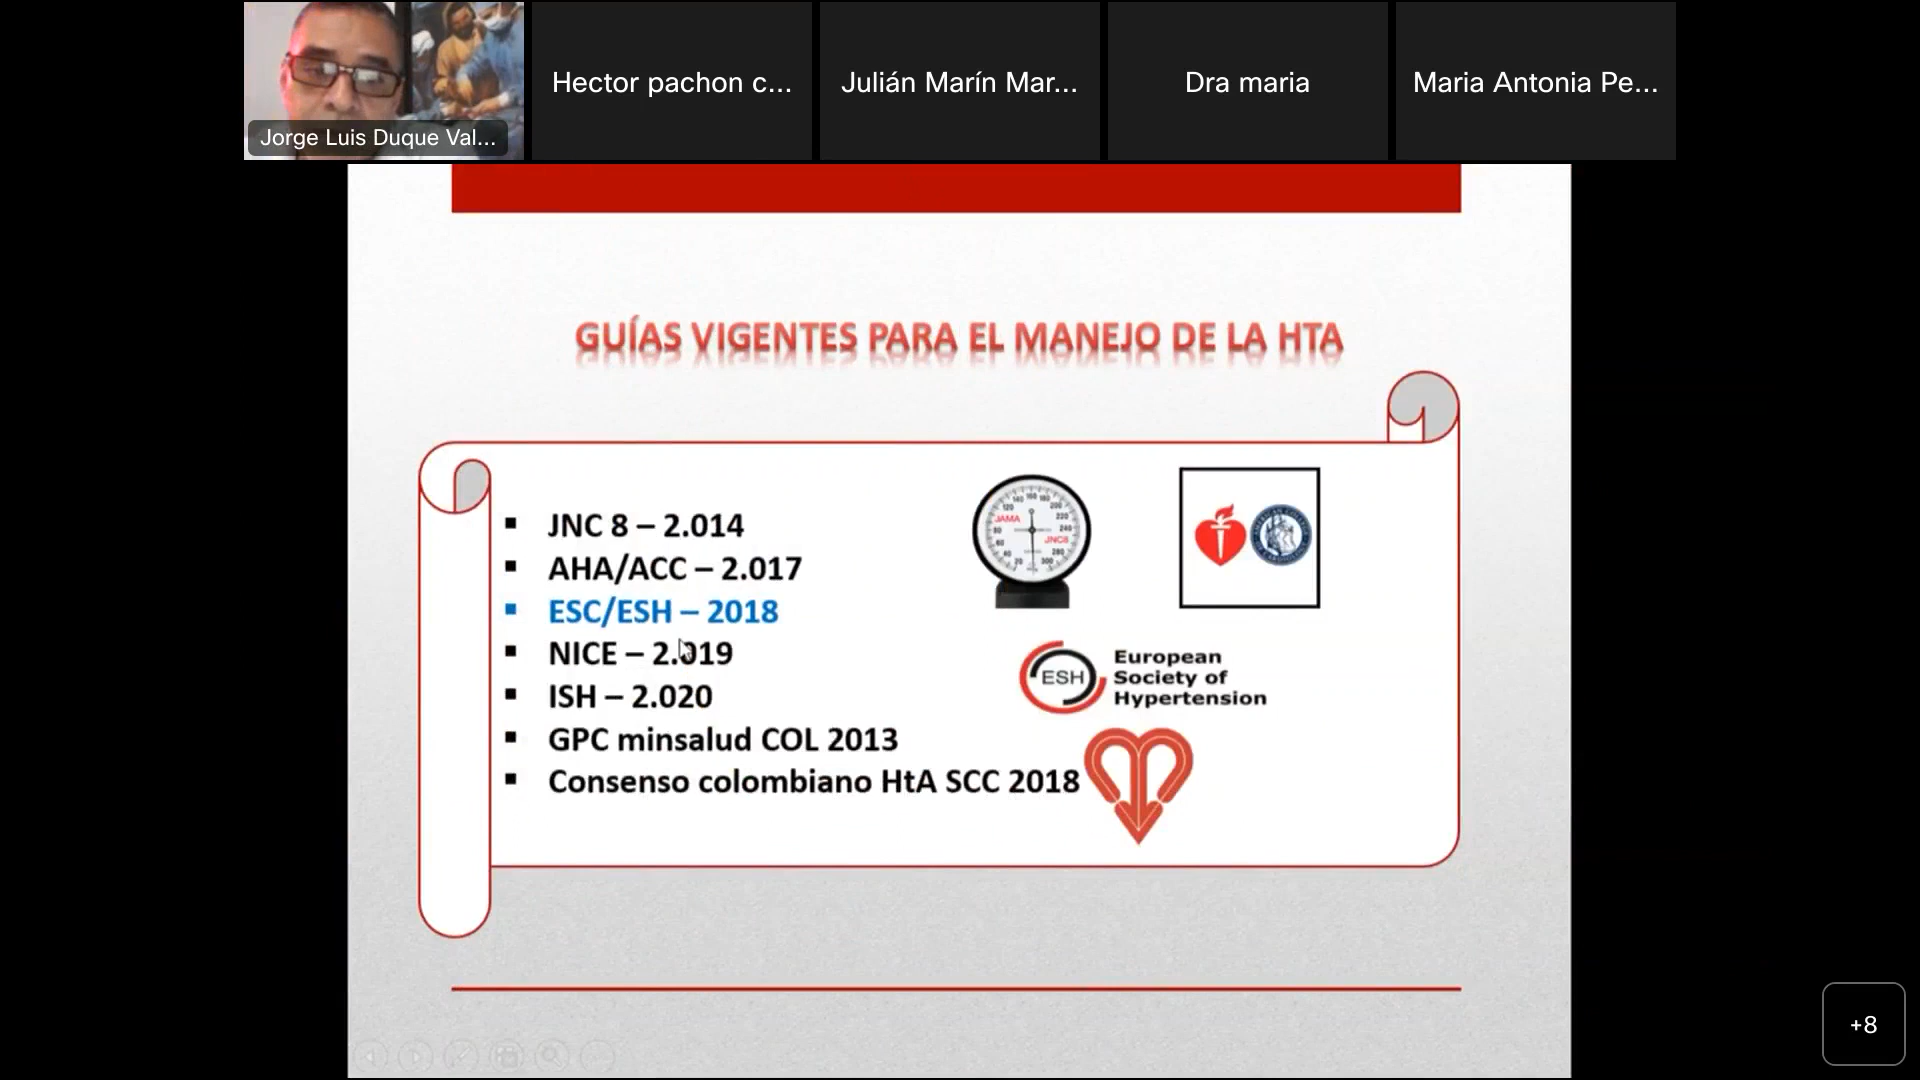 Jorge Luis Duque Val...
Hector pachon c...
Julián Marín Mar...
Dra maria
Maria Antonia Pe...
GUÍAS VIGENTES PARA EL MANEJO DE LA HTA
▪ JNC 8 – 2.014
▪ AHA/ACC – 2.017
▪ ESC/ESH – 2018
▪ NICE – 2.019
▪ ISH – 2.020
▪ GPC minsalud COL 2013
▪ Consenso colombiano HtA SCC 2018
JAMA
JNC8
ESH
European
Society of
Hypertension
+8